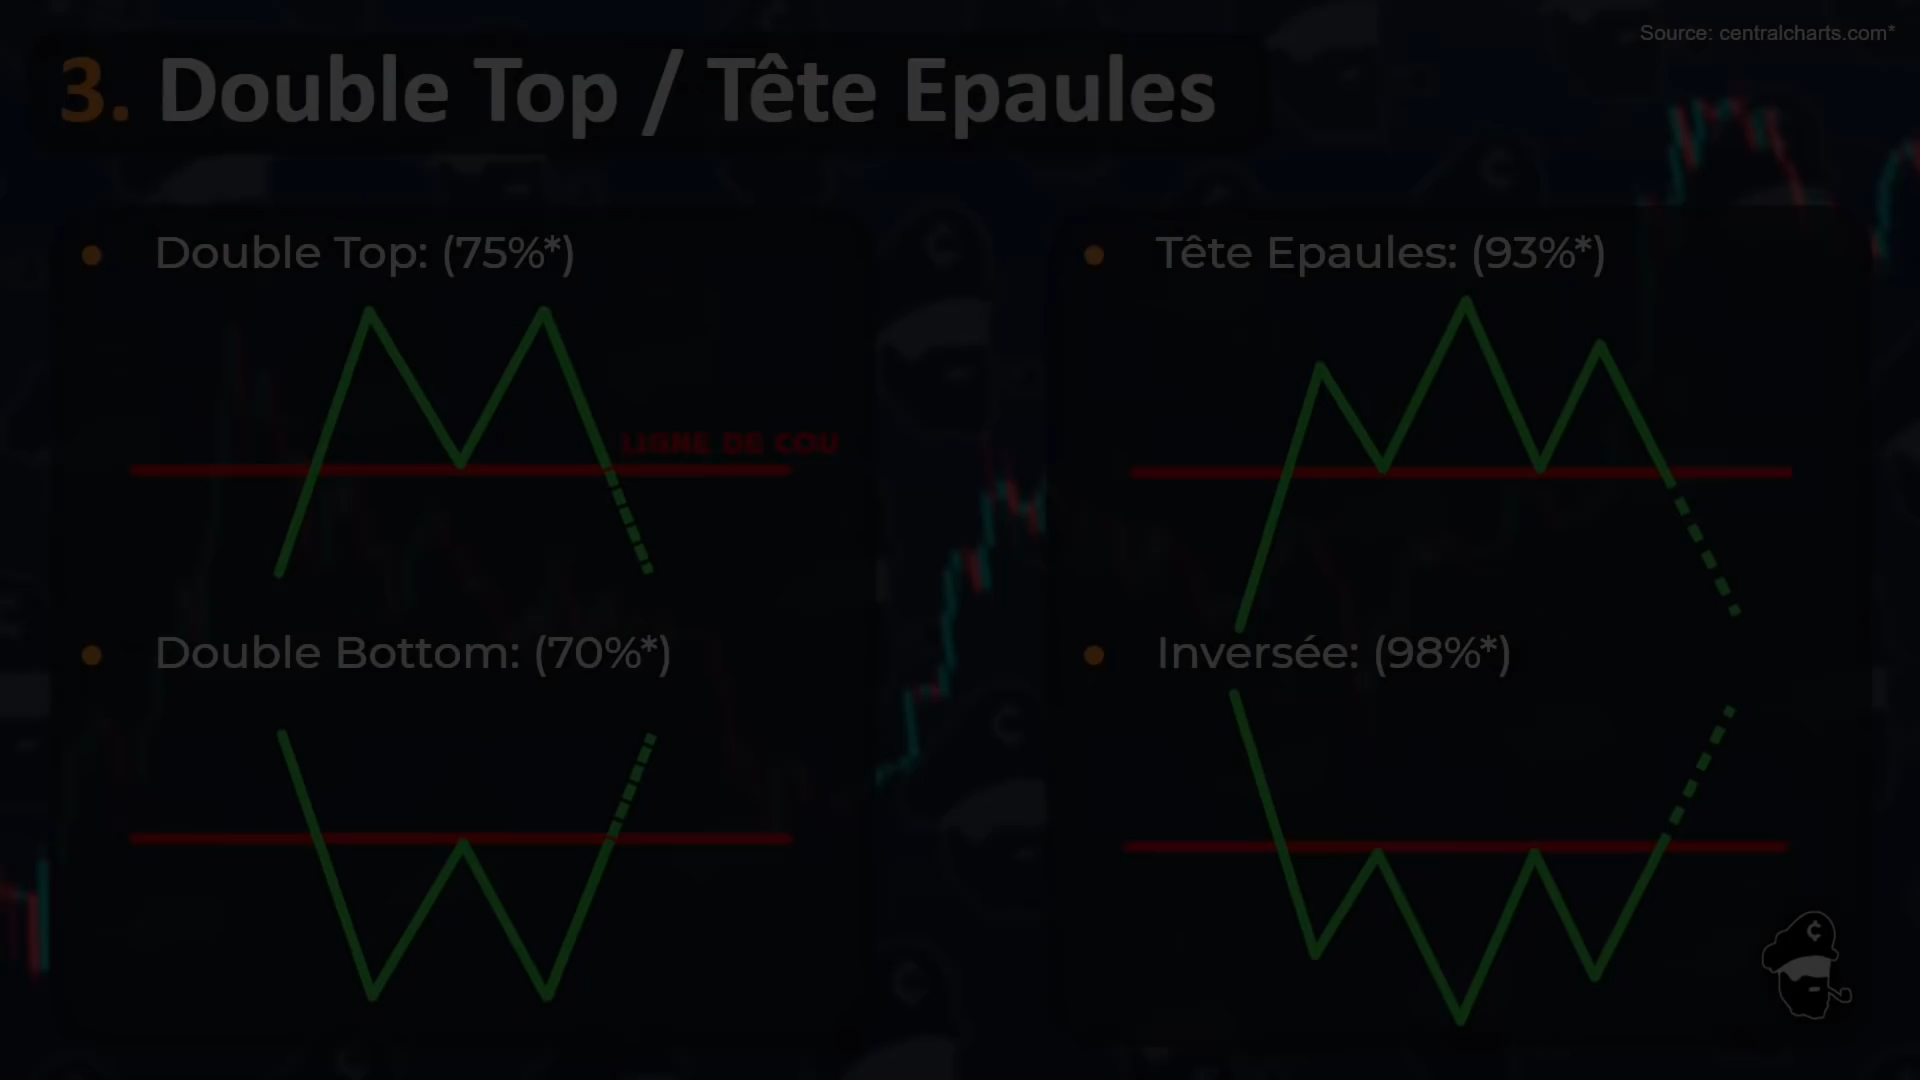 Source: centralcharts.com*
3. Double Top / Tête Epaules
Double Top: (75%*)
LIGNE DE COU
Double Bottom: (70%*)
Tête Epaules: (93%*)
Inversée: (98%*)